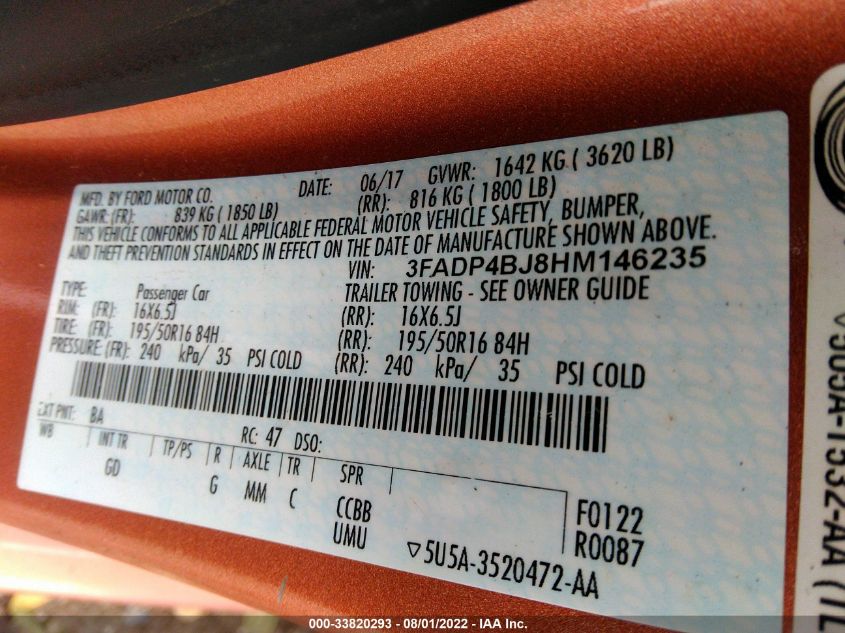 MFD. BY FORD MOTOR CO. DATE: 06/17 GVWR: 1642 KG ( 3620 LB)
GAWR: (FR): 839 KG ( 1850 LB) (RR): 816 KG ( 1800 LB)
THIS VEHICLE CONFORMS TO ALL APPLICABLE FEDERAL MOTOR VEHICLE SAFETY, BUMPER,
AND THEFT PREVENTION STANDARDS IN EFFECT ON THE DATE OF MANUFACTURE SHOWN ABOVE.
VIN: 3FADP4BJ8HM146235
TYPE: Passenger Car TRAILER TOWING - SEE OWNER GUIDE
RIM: (FR): 16X6.5J (RR): 16X6.5J
TIRE: (FR): 195/50R16 84H (RR): 195/50R16 84H
PRESSURE: (FR): 240 kPa/ 35 PSI COLD (RR): 240 kPa/ 35 PSI COLD
EXT PNT: BA RC: 47 DSO:
WB INT TR TP/PS R AXLE TR SPR
GD G MM C CCBB F0122
UMU R0087
▽5U5A-3520472-AA
000-33820293 - 08/01/2022 - IAA Inc.